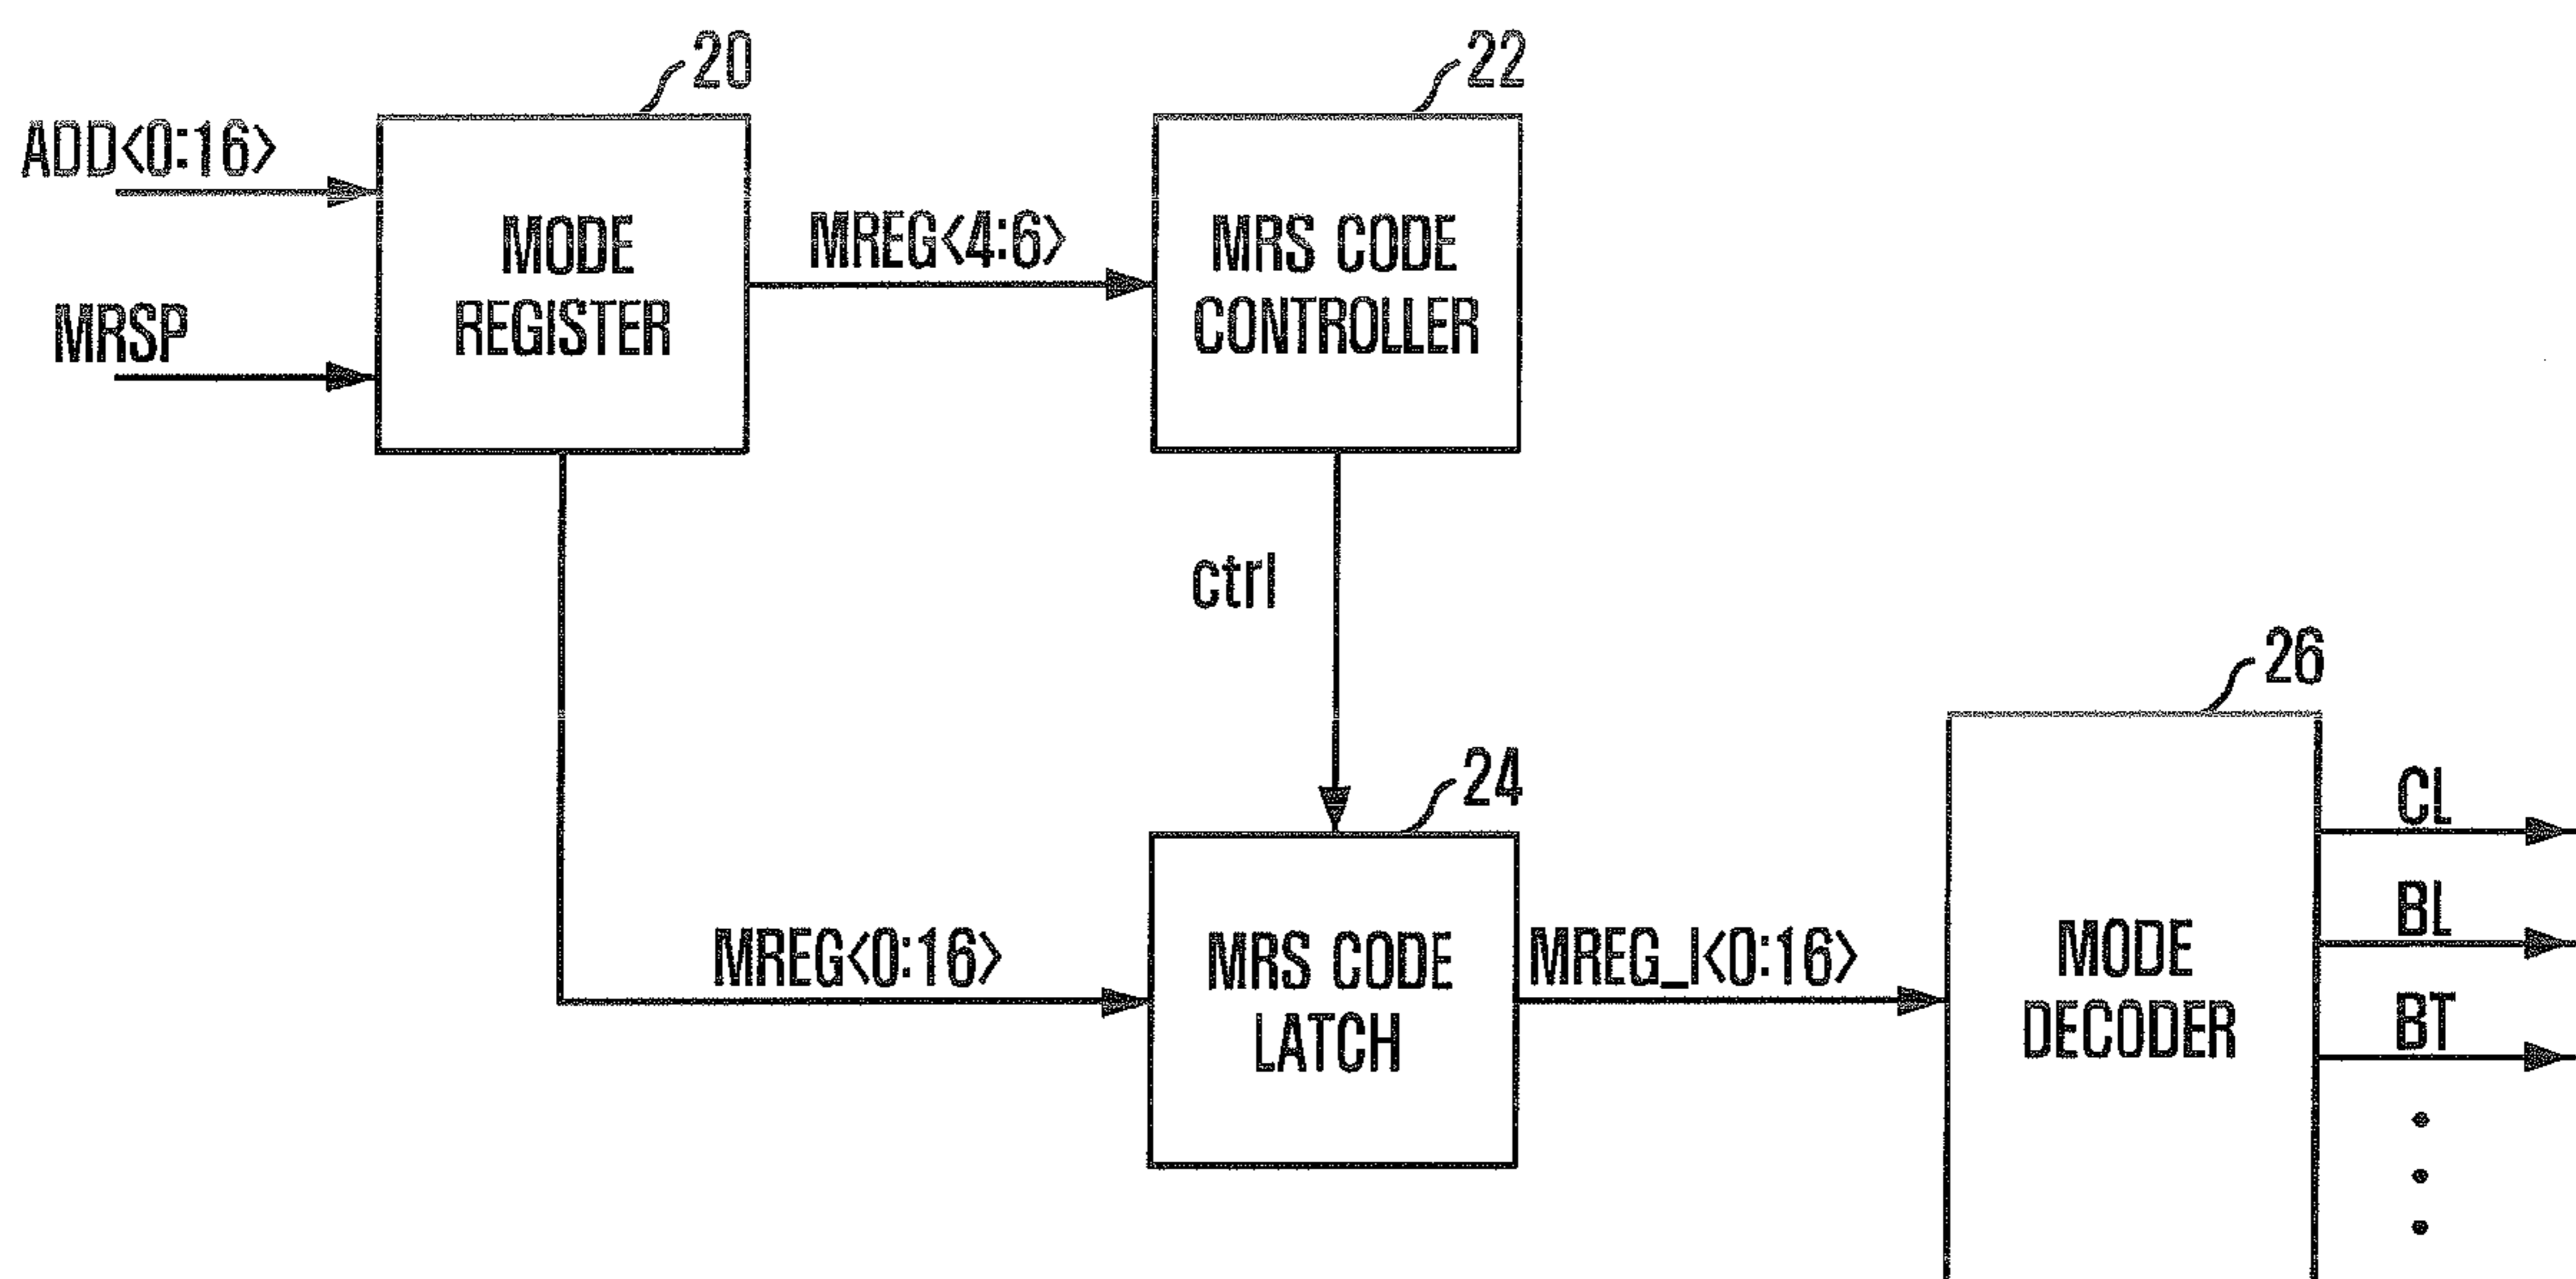 20
22
ADD<0:16>
MODE
REGISTER
MREG<4:6>
MRS CODE
CONTROLLER
MRSP
ctrl
26
24
CL
BL
MREG<0:16>
MRS CODE
LATCH
MREG_I<0:16>
MODE
DECODER
BT